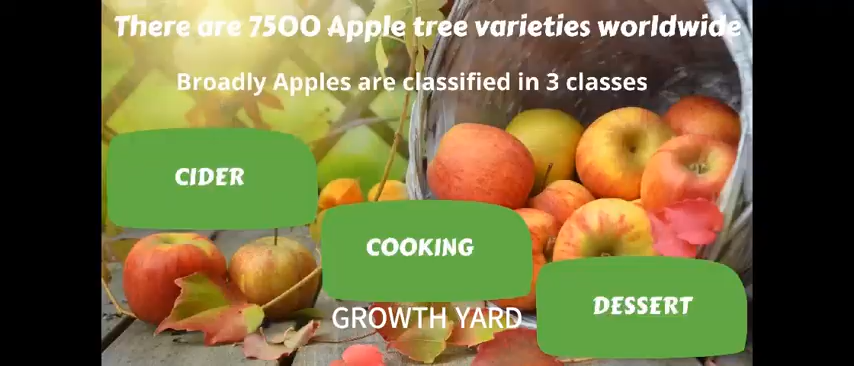 There are 7500 Apple tree varieties worldwide
Broadly Apples are classified in 3 classes
CIDER
COOKING
DESSERT
GROWTH YARD